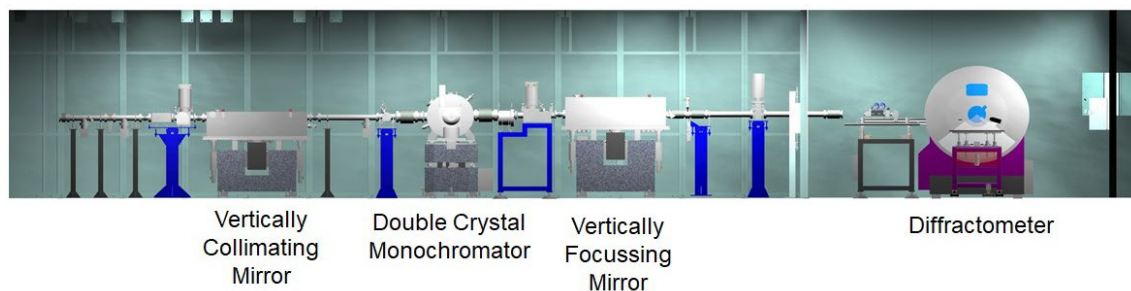 Vertically
Collimating
Mirror
Double Crystal
Monochromator
Vertically
Focussing
Mirror
Diffractometer